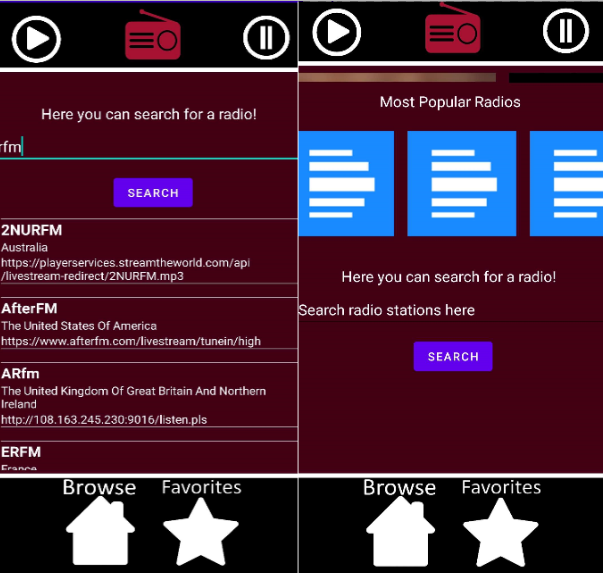 Here you can search for a radio!
rfm
SEARCH
2NURFM
Australia
https://playerservices.streamtheworld.com/api
/livestream-redirect/2NURFM.mp3
AfterFM
The United States Of America
https://www.afterfm.com/livestream/tunein/high
ARfm
The United Kingdom Of Great Britain And Northern
Ireland
http://108.163.245.230:9016/listen.pls
ERFM
France
Browse
Favorites
Most Popular Radios
Here you can search for a radio!
Search radio stations here
SEARCH
Browse
Favorites